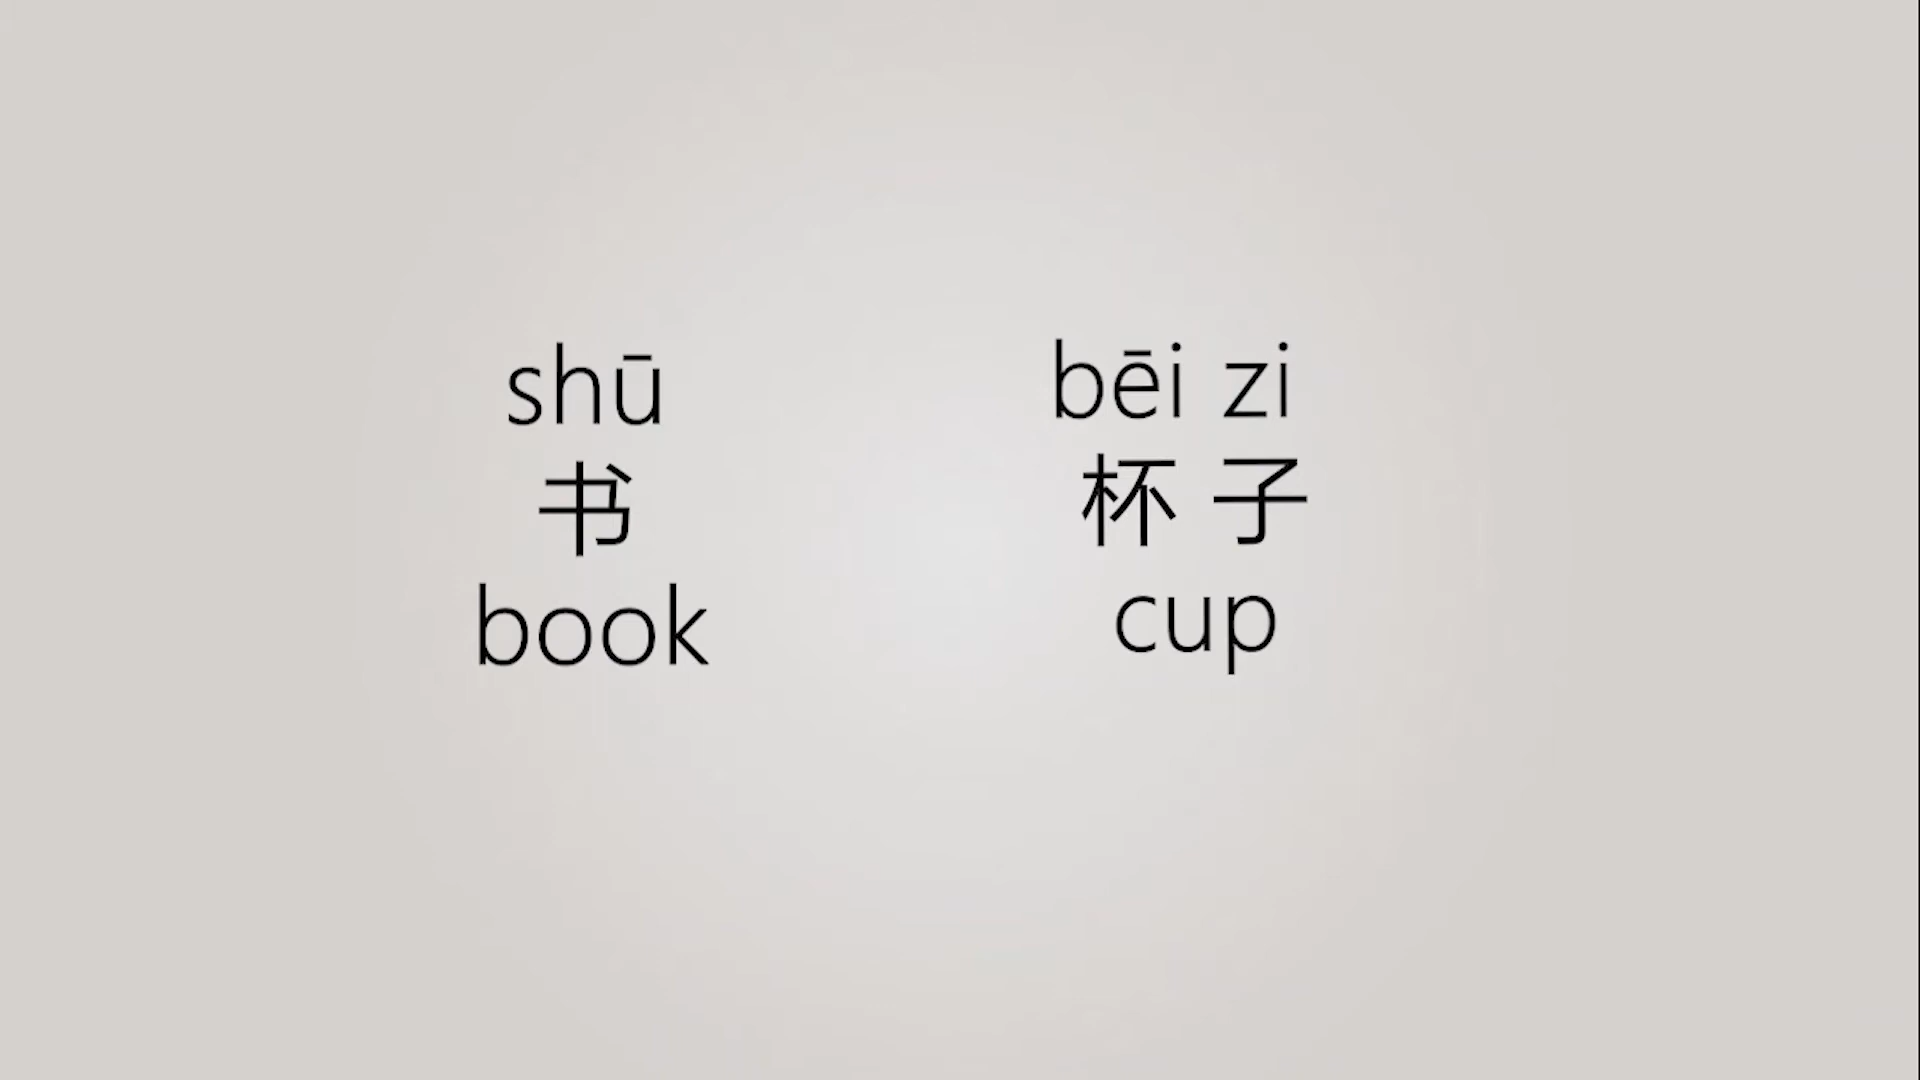 shū
书
book
bēi zi
杯 子
cup